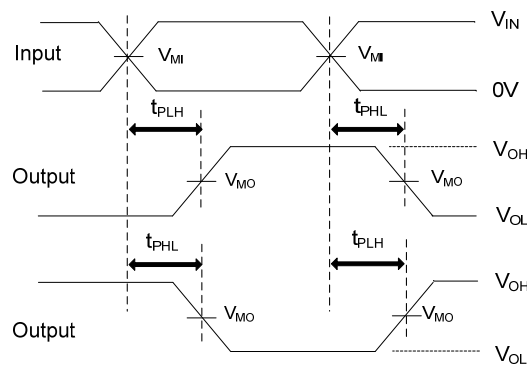 V_IN
Input
V_MI
V_MI
0V
t_PLH
t_PHL
V_OH
Output
V_MO
V_MO
V_OL
t_PHL
t_PLH
V_OH
V_MO
V_MO
Output
V_OL